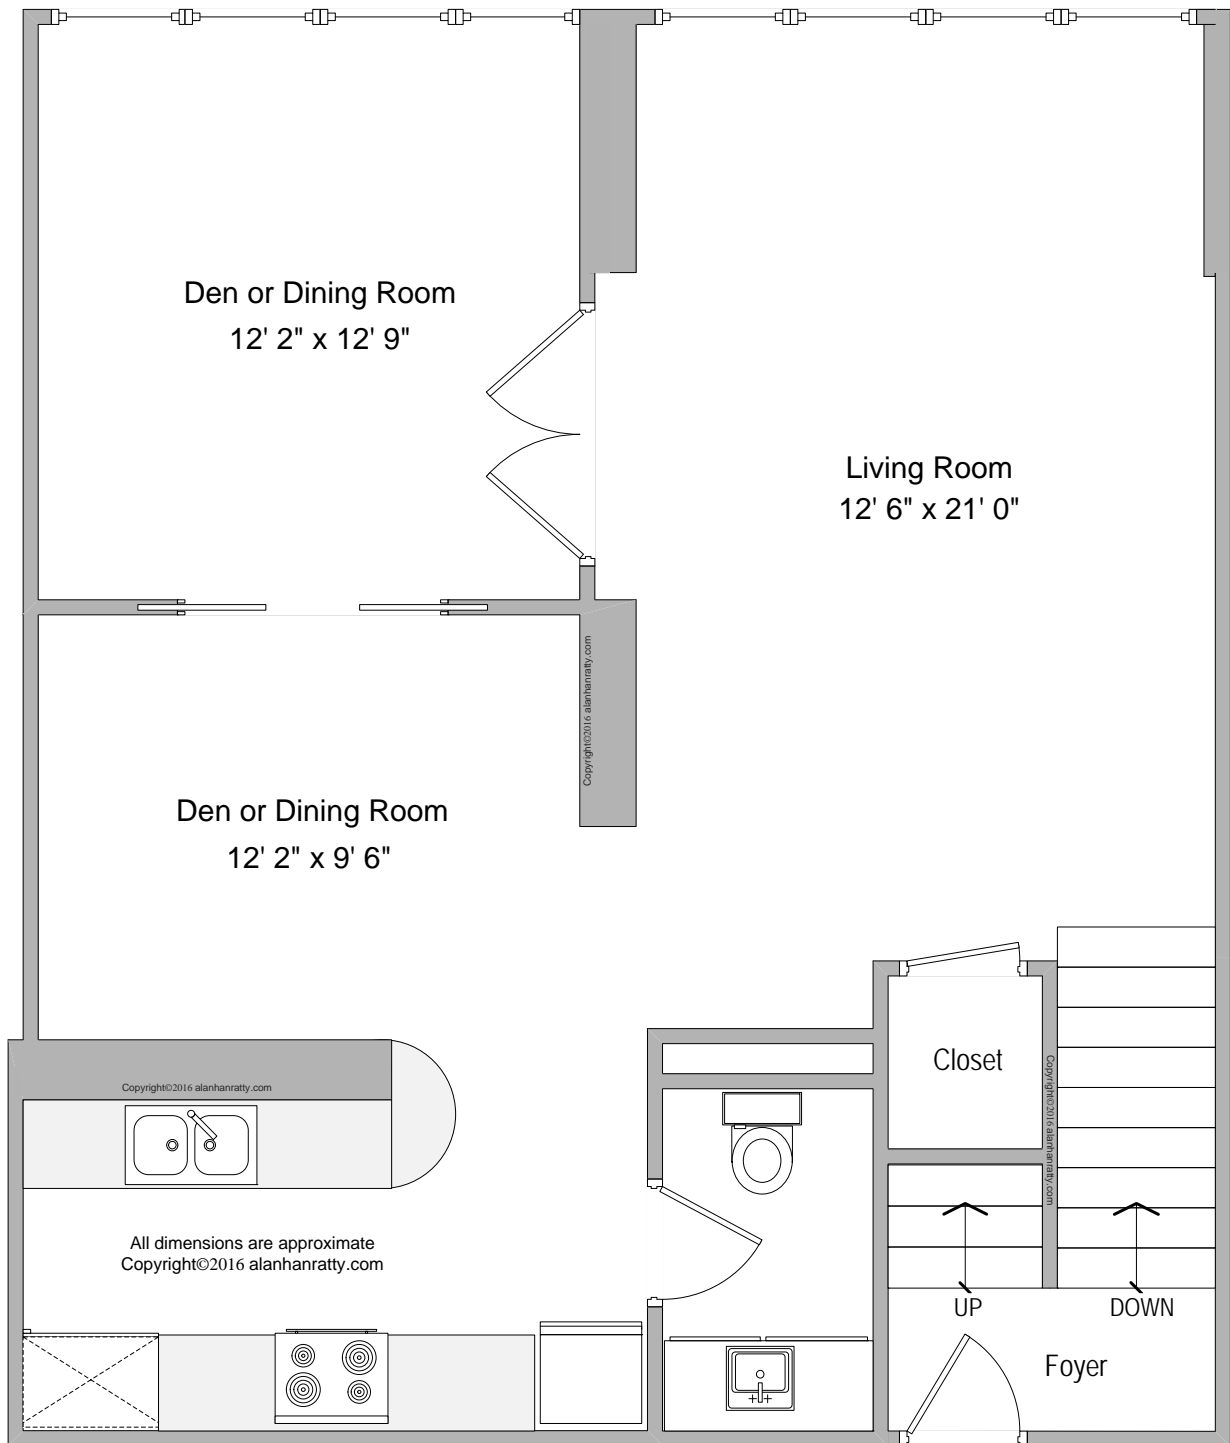 Den or Dining Room
12' 2" x 12' 9"
Living Room
12' 6" x 21' 0"
Copyright©2016 alanhanratty.com
Den or Dining Room
12' 2" x 9' 6"
Closet
Copyright©2016 alanhanratty.com
Copyright©2016 alanhanratty.com
All dimensions are approximate
Copyright©2016 alanhanratty.com
UP
DOWN
Foyer